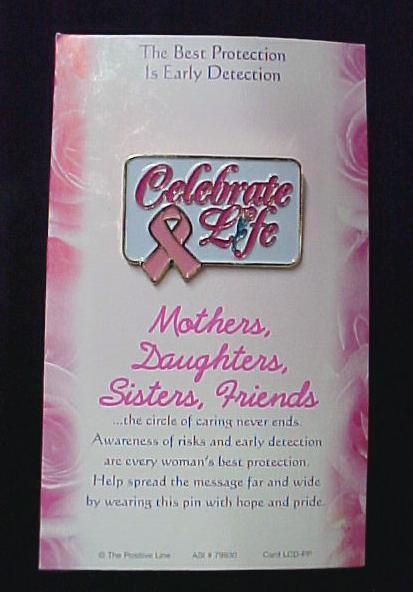 The Best Protection
Is Early Detection
Celebrate
Life
Mothers,
Daughters,
Sisters, Friends
...the circle of caring never ends.
Awareness of risks and early detection
are every woman's best protection.
Help spread the message far and wide
by wearing this pin with hope and pride.
© The Positive Line ASI # 79930 Card LCD-PP